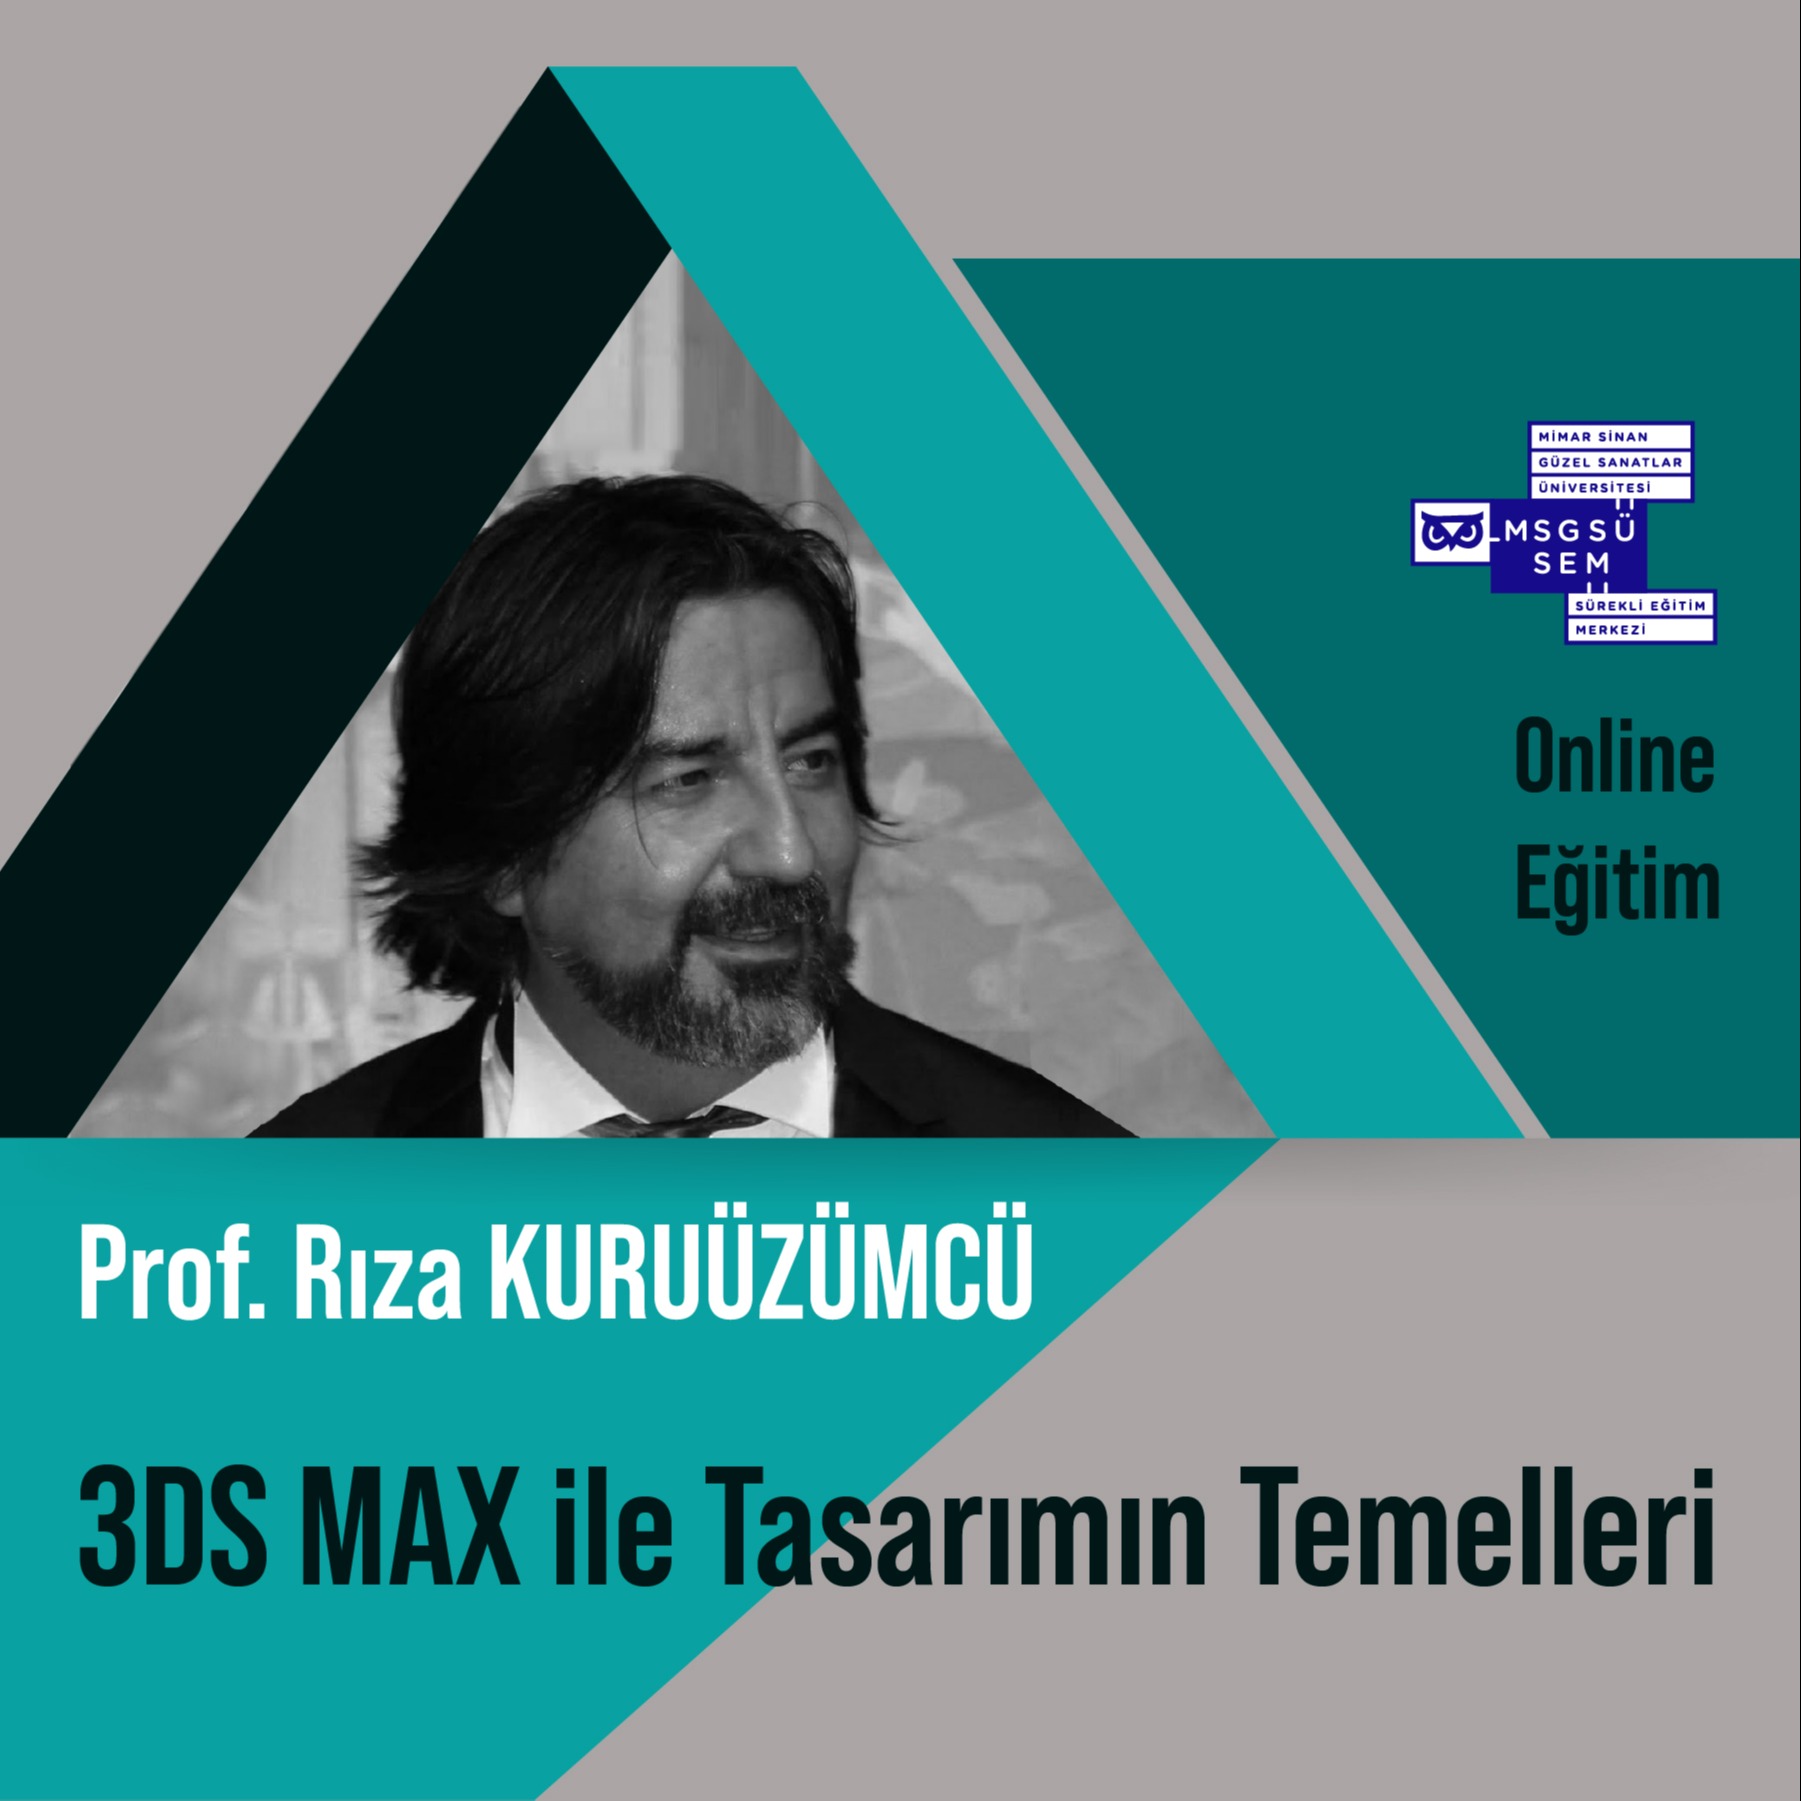 MİMAR SİNAN
GÜZEL SANATLAR
ÜNİVERSİTESİ
MSGSÜ
SEM
SÜREKLİ EĞİTİM
MERKEZİ
Online
Eğitim
Prof. Rıza KURUÜZÜMCÜ
3DS MAX ile Tasarımın Temelleri